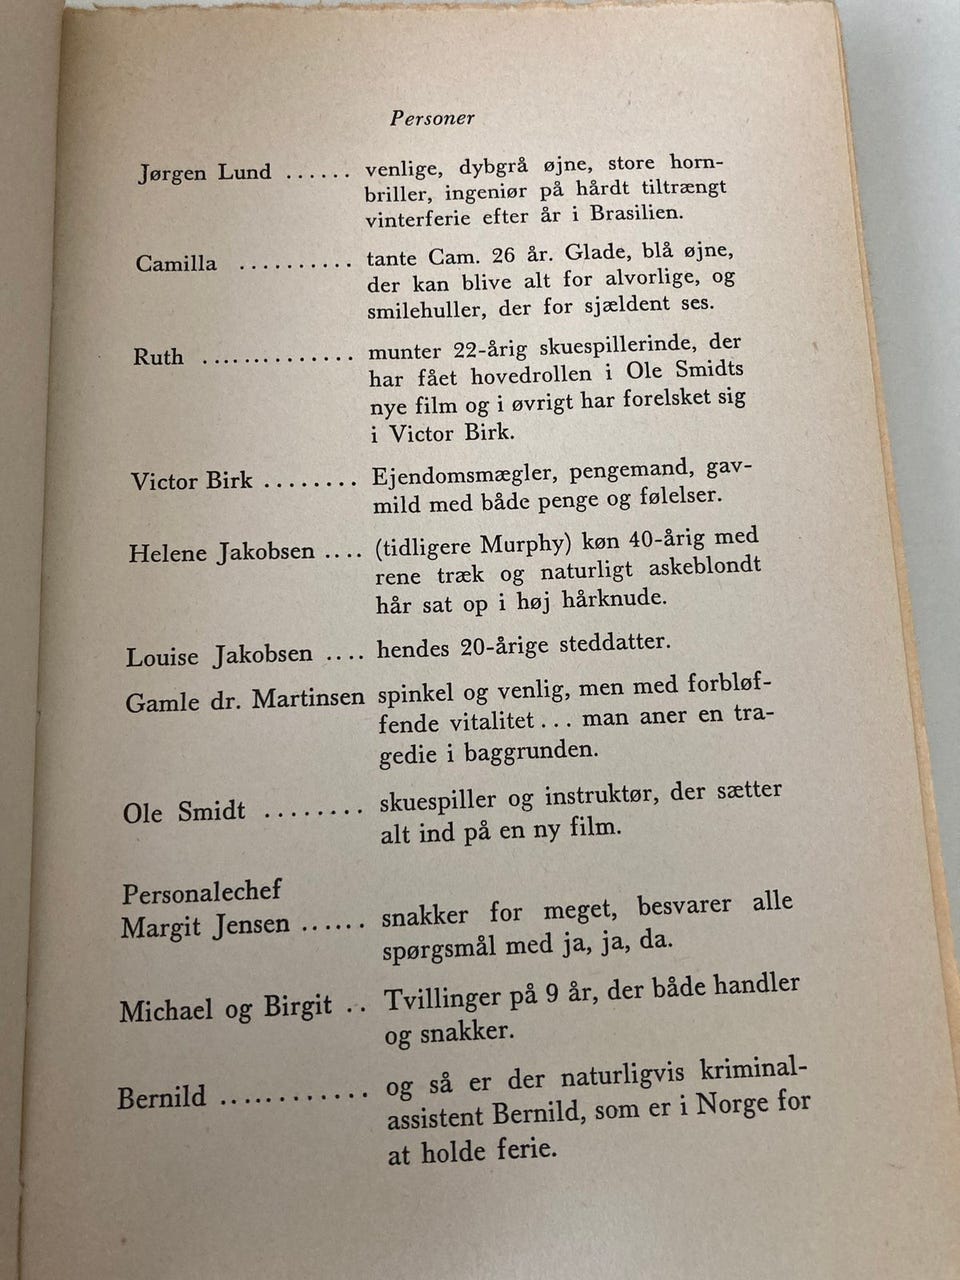 Personer
Jørgen Lund ...... venlige, dybgrå øjne, store horn-
briller, ingeniør på hårdt tiltrængt
vinterferie efter år i Brasilien.
Camilla .......... tante Cam. 26 år. Glade, blå øjne,
der kan blive alt for alvorlige, og
smilehuller, der for sjældent ses.
Ruth .............. munter 22-årig skuespillerinde, der
har fået hovedrollen i Ole Smidts
nye film og i øvrigt har forelsket sig
i Victor Birk.
Victor Birk ........ Ejendomsmægler, pengemand, gav-
mild med både penge og følelser.
Helene Jakobsen .... (tidligere Murphy) køn 40-årig med
rene træk og naturligt askeblondt
hår sat op i høj hårknude.
Louise Jakobsen .... hendes 20-årige steddatter.
Gamle dr. Martinsen spinkel og venlig, men med forbløf-
fende vitalitet... man aner en tra-
gedie i baggrunden.
Ole Smidt ........ skuespiller og instruktør, der sætter
alt ind på en ny film.
Personalechef
Margit Jensen ...... snakker for meget, besvarer alle
spørgsmål med ja, ja, da.
Michael og Birgit .. Tvillinger på 9 år, der både handler
og snakker.
Bernild ............ og så er der naturligvis kriminal-
assistent Bernild, som er i Norge for
at holde ferie.